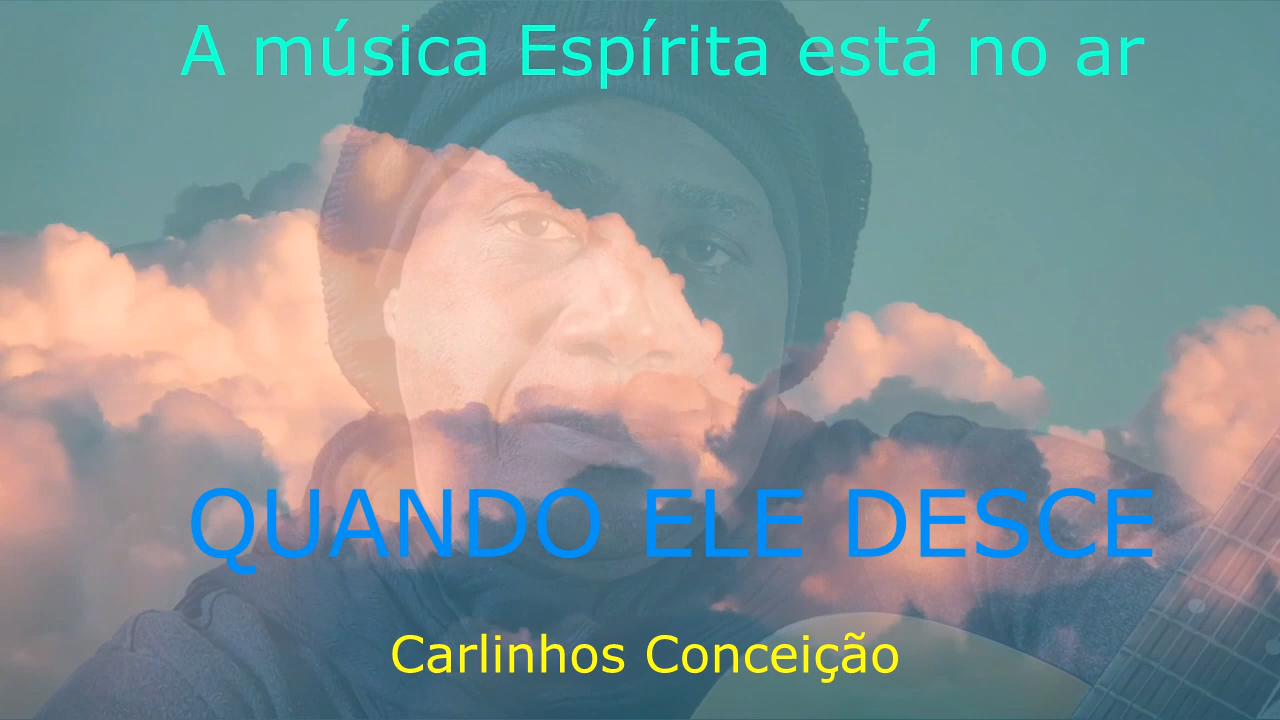 A música Espírita está no ar
QUANDO ELE DESCE
Carlinhos Conceição